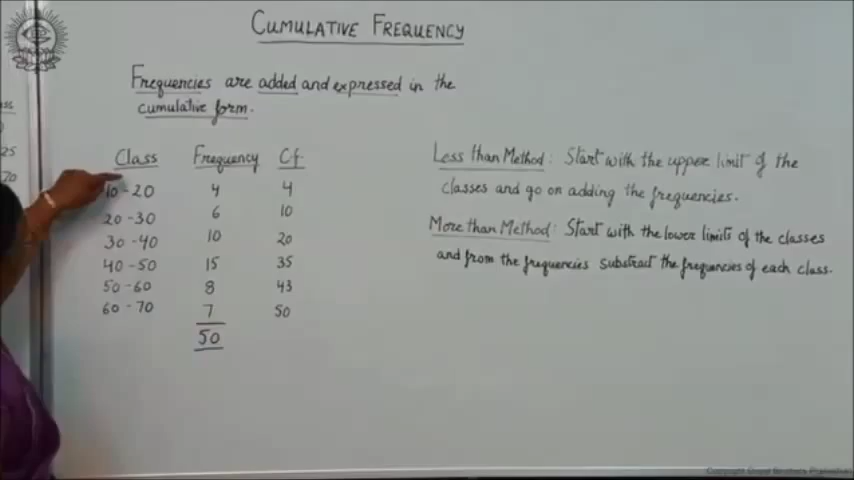 CUMULATIVE FREQUENCY
Frequencies are added and expressed in the
cumulative form.
Class Frequency Cf
10-20 4 4
20-30 6 10
30-40 10 20
40-50 15 35
50-60 8 43
60-70 7 50
50
Less than Method: Start with the upper limit of the
classes and go on adding the frequencies.
More than Method: Start with the lower limits of the classes
and from the frequencies substract the frequencies of each class.
25
70